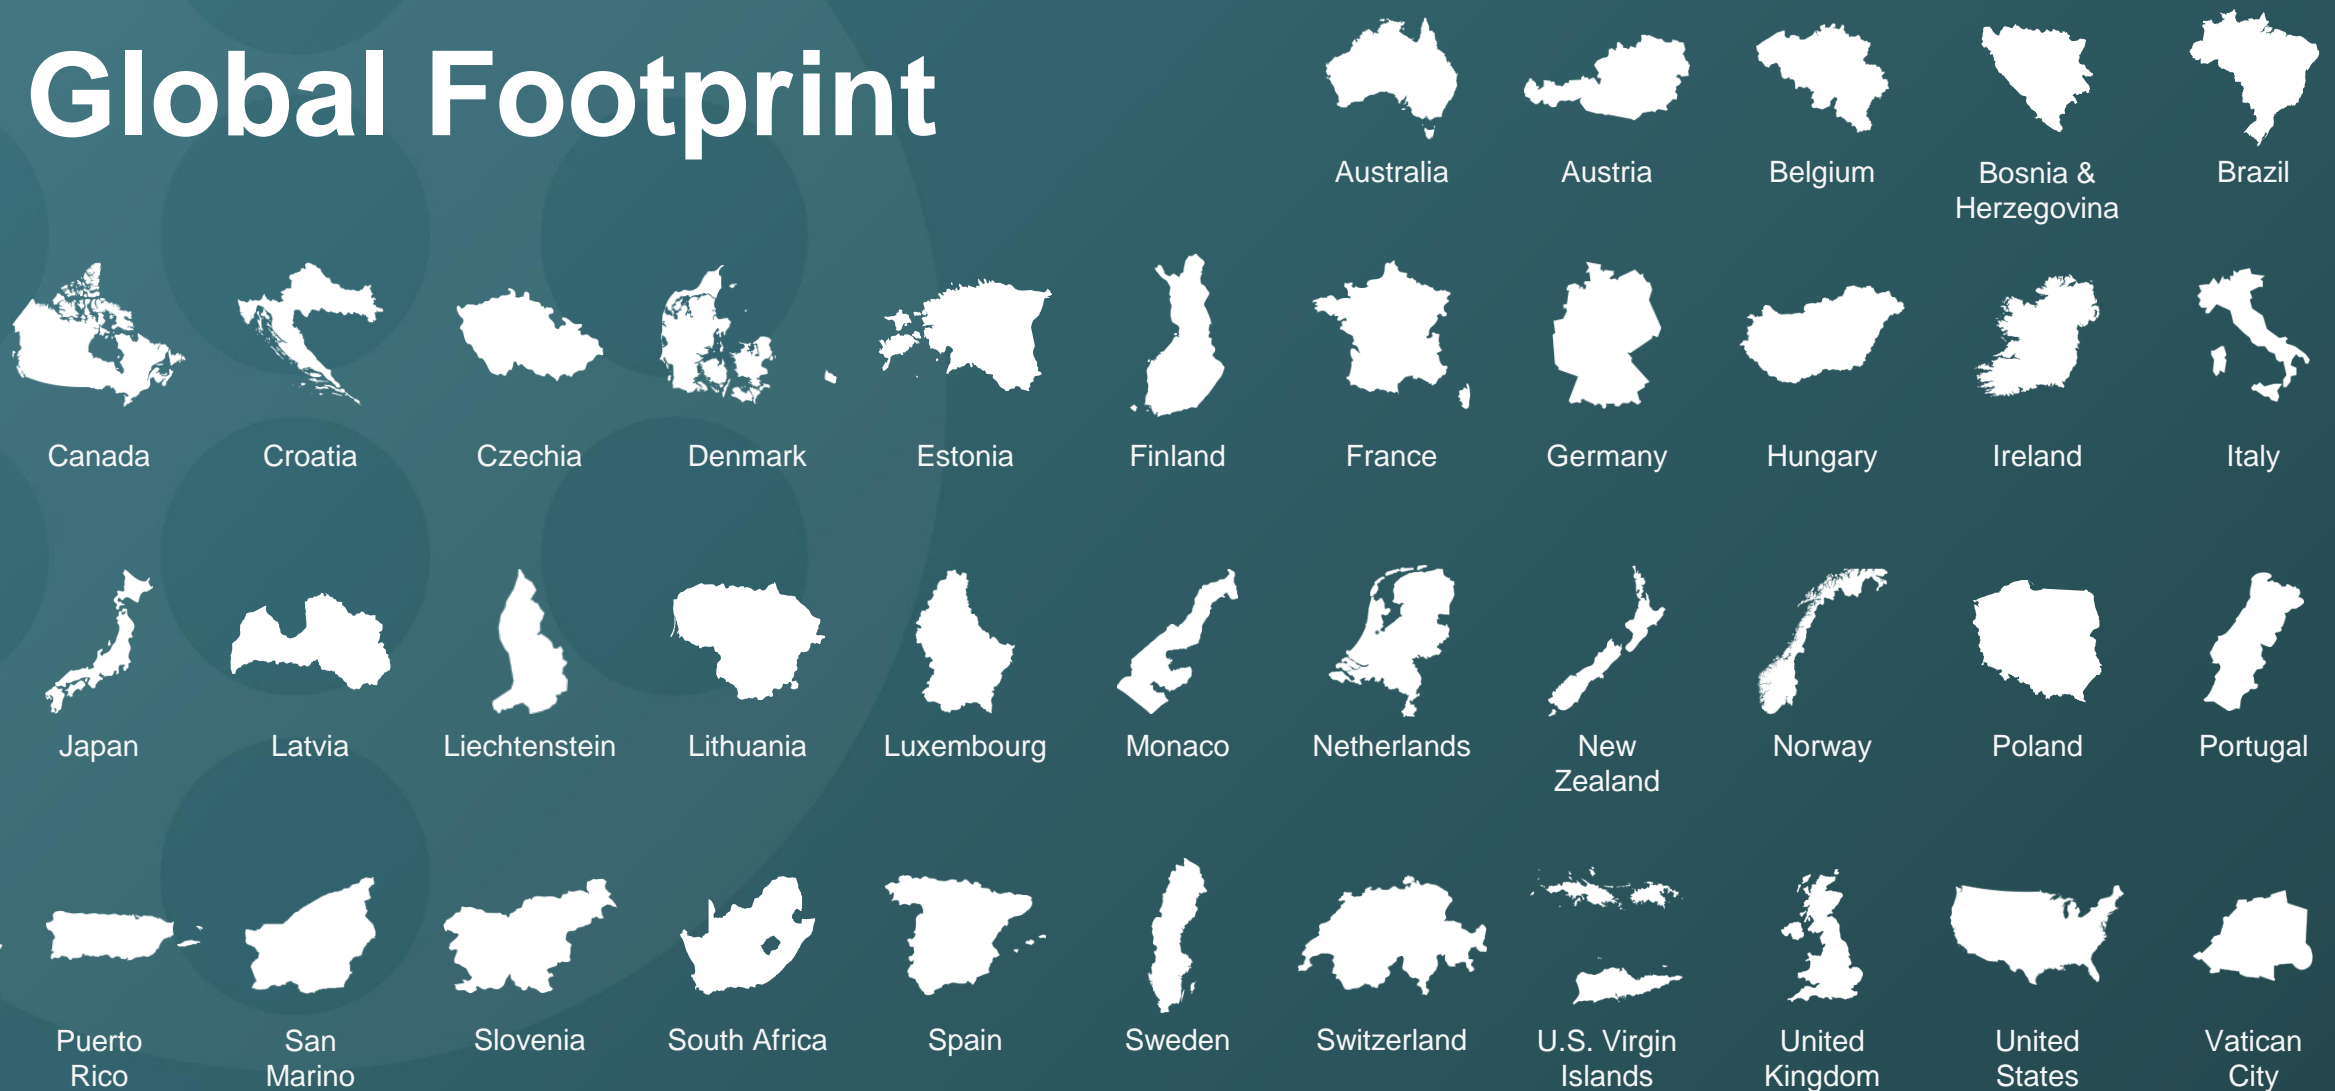 Global Footprint
Australia
Austria
Belgium
Bosnia &
Herzegovina
Brazil
Canada
Croatia
Czechia
Denmark
Estonia
Finland
France
Germany
Hungary
Ireland
Italy
Japan
Latvia
Liechtenstein
Lithuania
Luxembourg
Monaco
Netherlands
New
Zealand
Norway
Poland
Portugal
Puerto
Rico
San
Marino
Slovenia
South Africa
Spain
Sweden
Switzerland
U.S. Virgin
Islands
United
Kingdom
United
States
Vatican
City